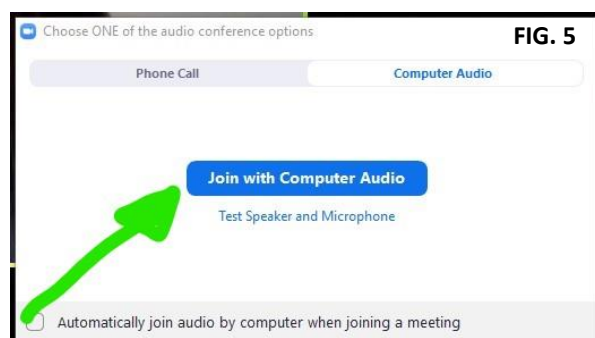 Choose ONE of the audio conference options
FIG. 5
Phone Call
Computer Audio
Join with Computer Audio
Test Speaker and Microphone
Automatically join audio by computer when joining a meeting